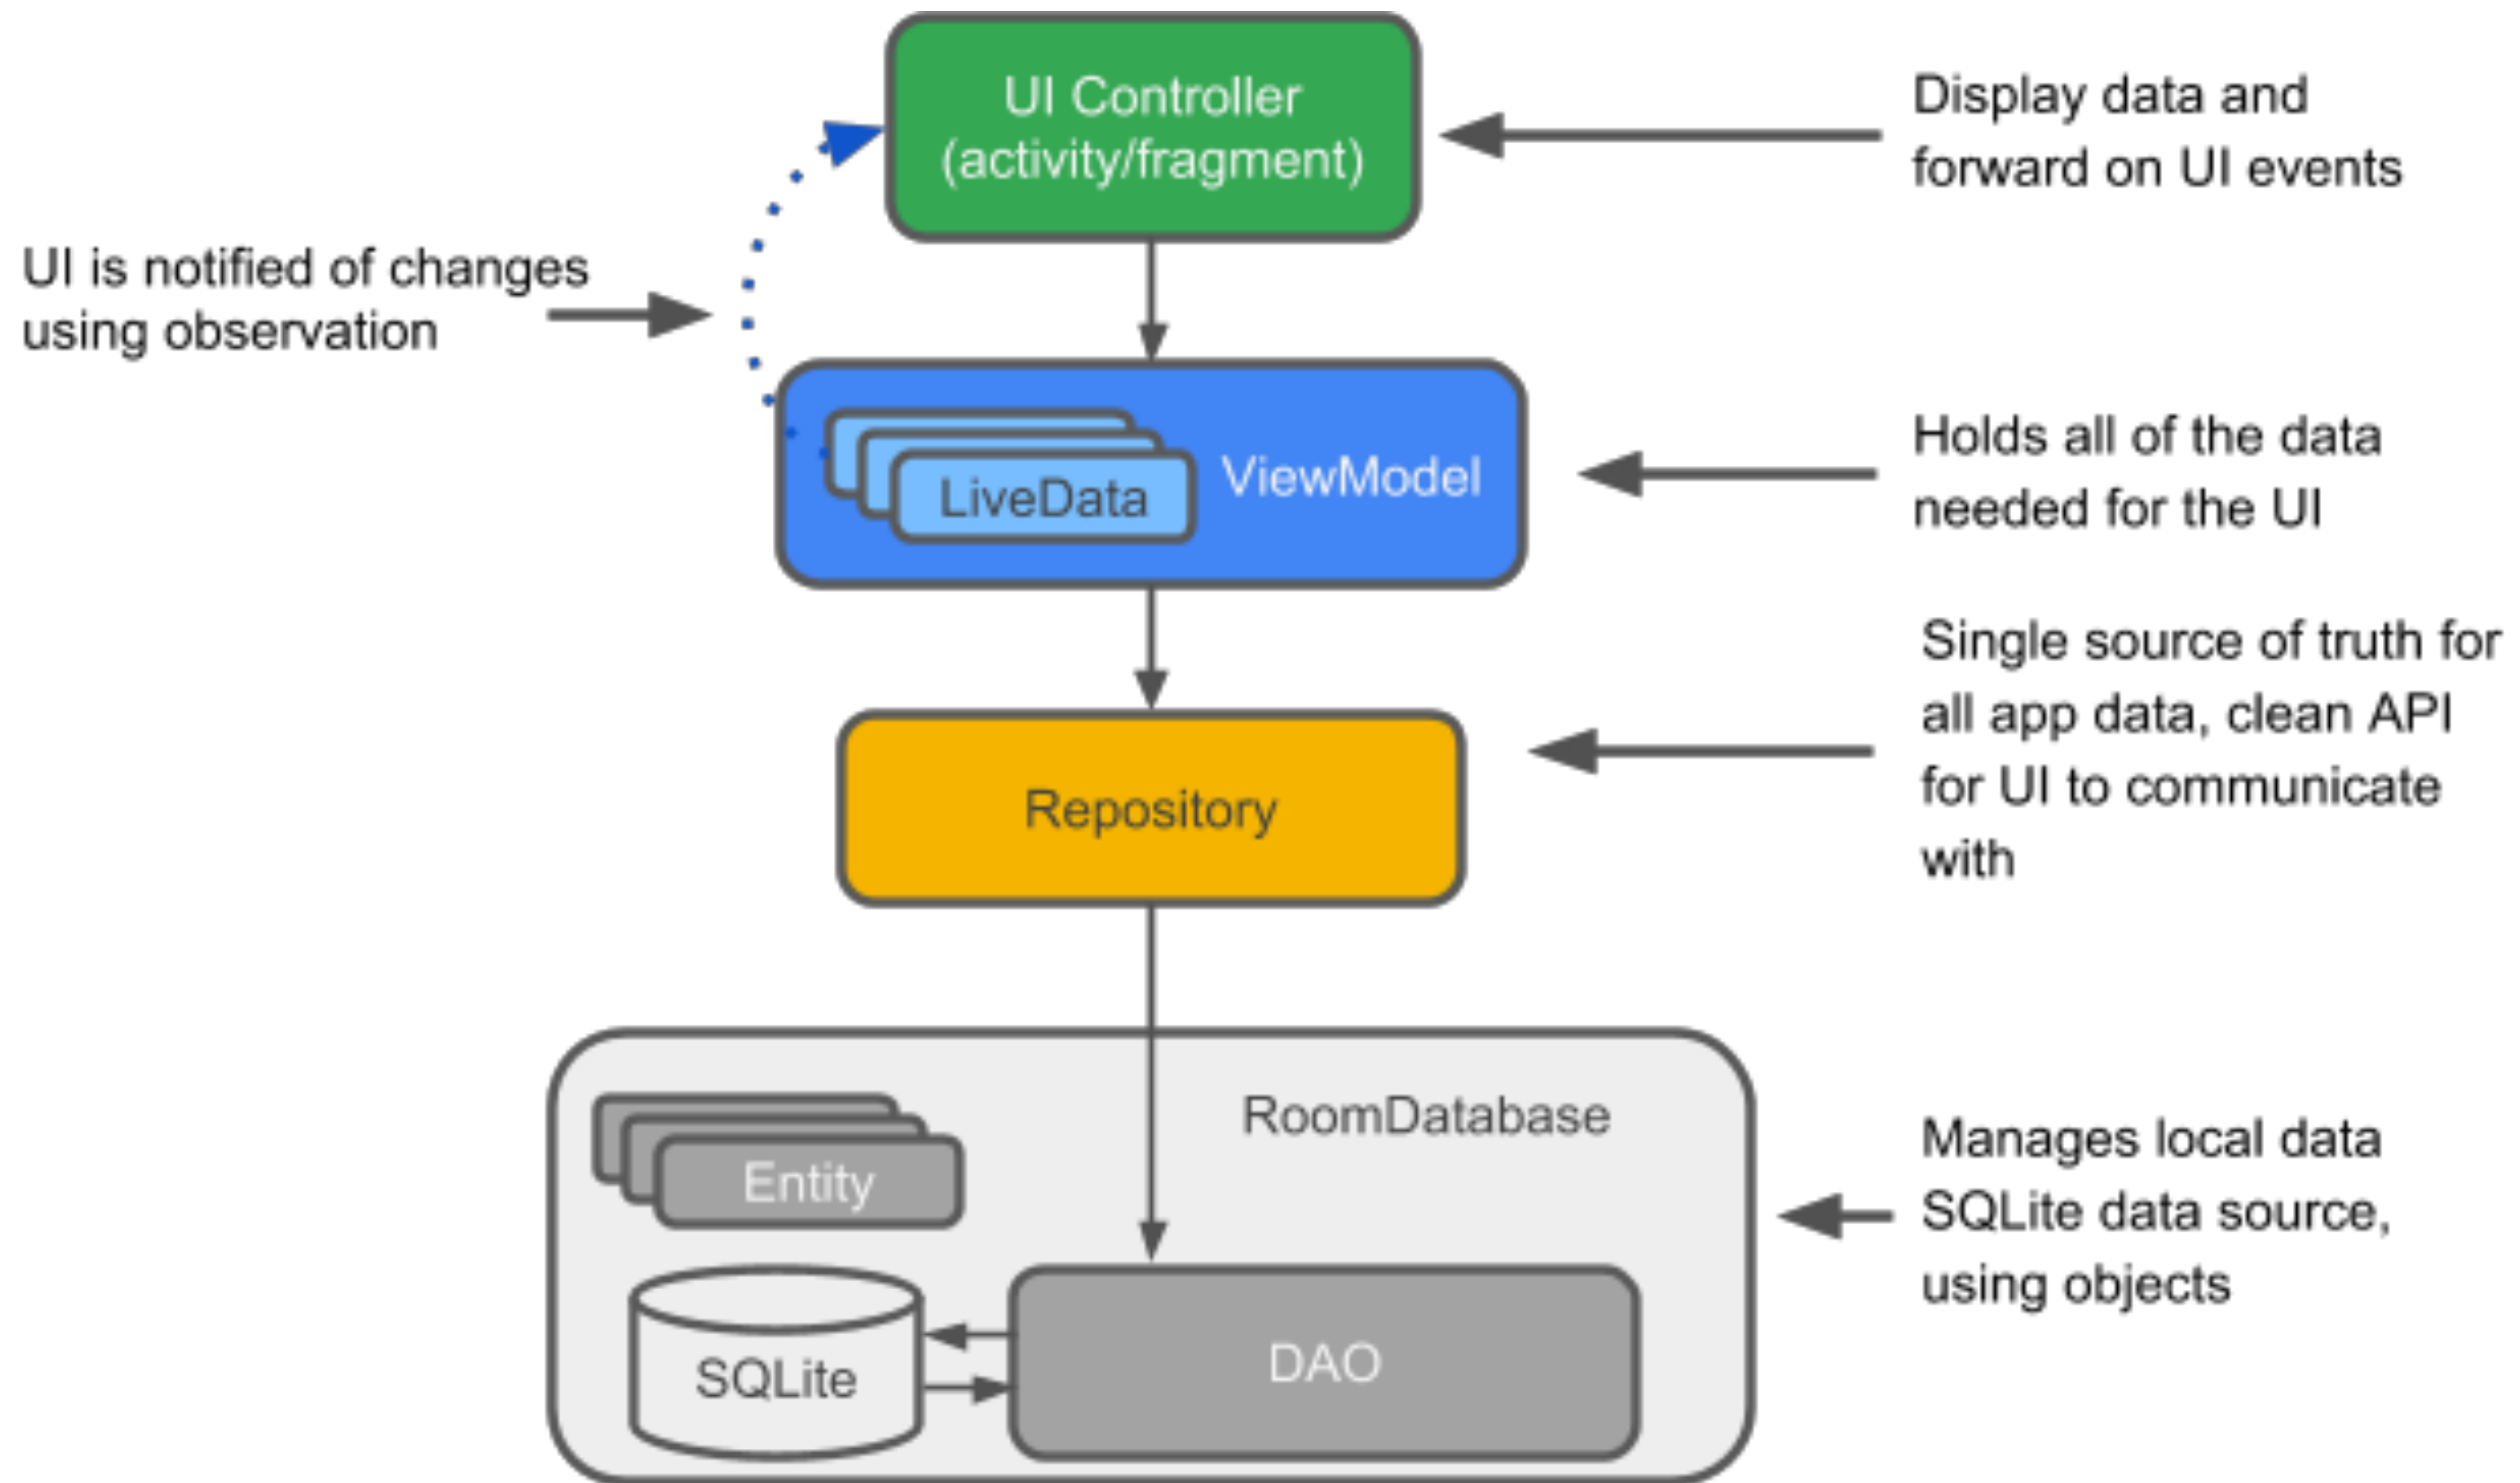 UI Controller
(activity/fragment)
Display data and
forward on UI events
UI is notified of changes
using observation
LiveData
ViewModel
Holds all of the data
needed for the UI
Single source of truth for
all app data, clean API
for UI to communicate
with
Repository
RoomDatabase
Entity
Manages local data
SQLite data source,
using objects
SQLite
DAO